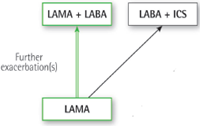 LAMA + LABA
LABA + ICS
Further
exacerbation(s)
LAMA